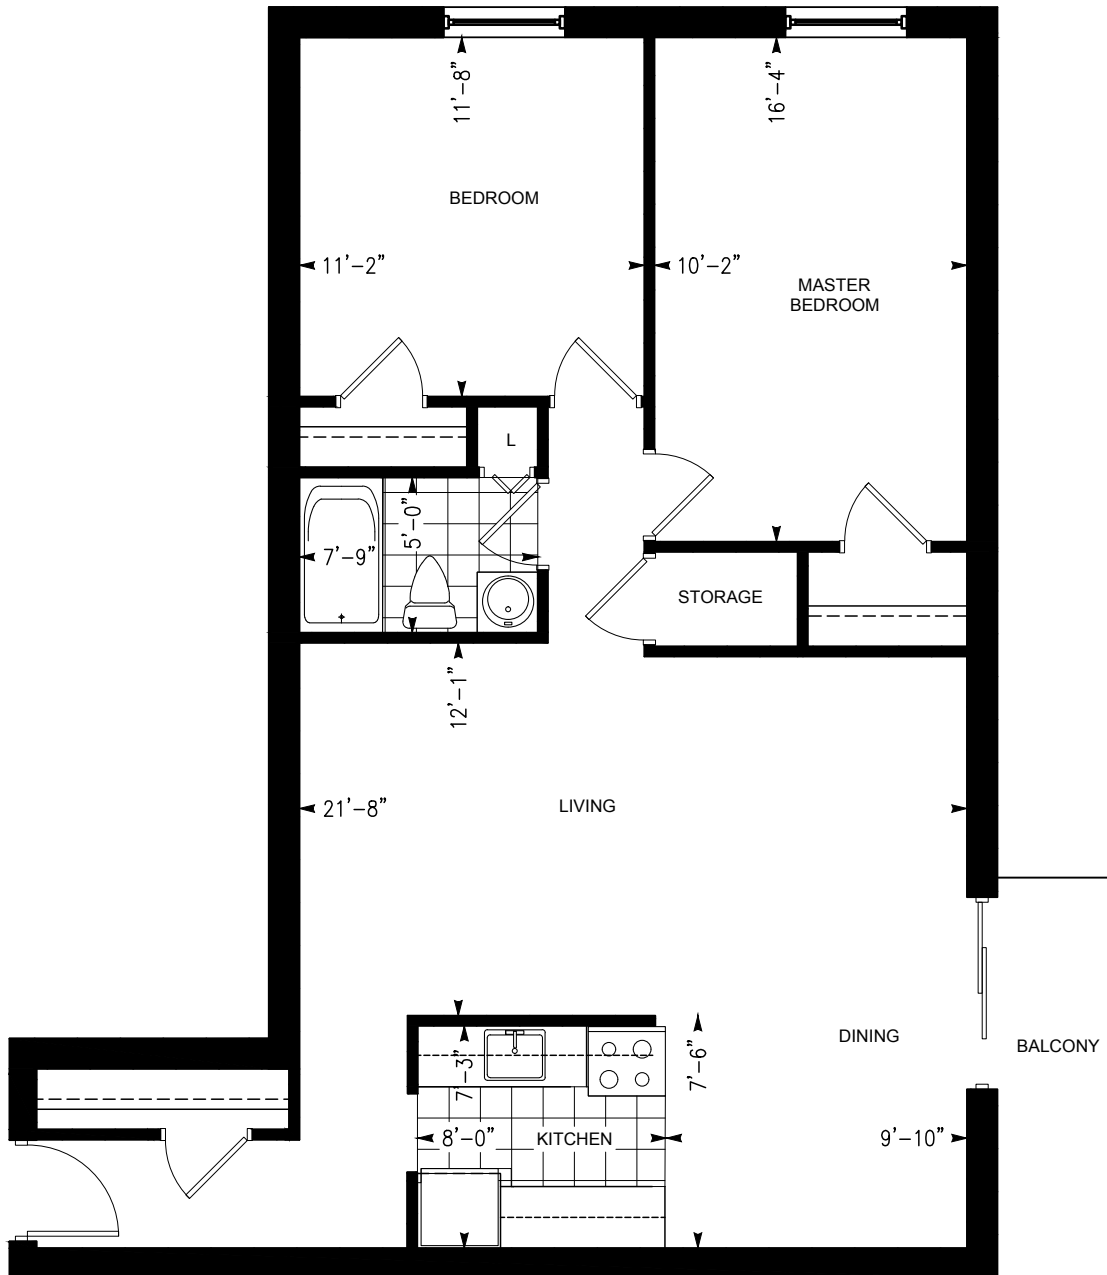 11'-8"
16'-4"
BEDROOM
11'-2"
10'-2"
MASTER
BEDROOM
L
5'-0"
7'-9"
STORAGE
12'-1"
21'-8"
LIVING
DINING
BALCONY
7'-3"
7'-6"
8'-0"
KITCHEN
9'-10"